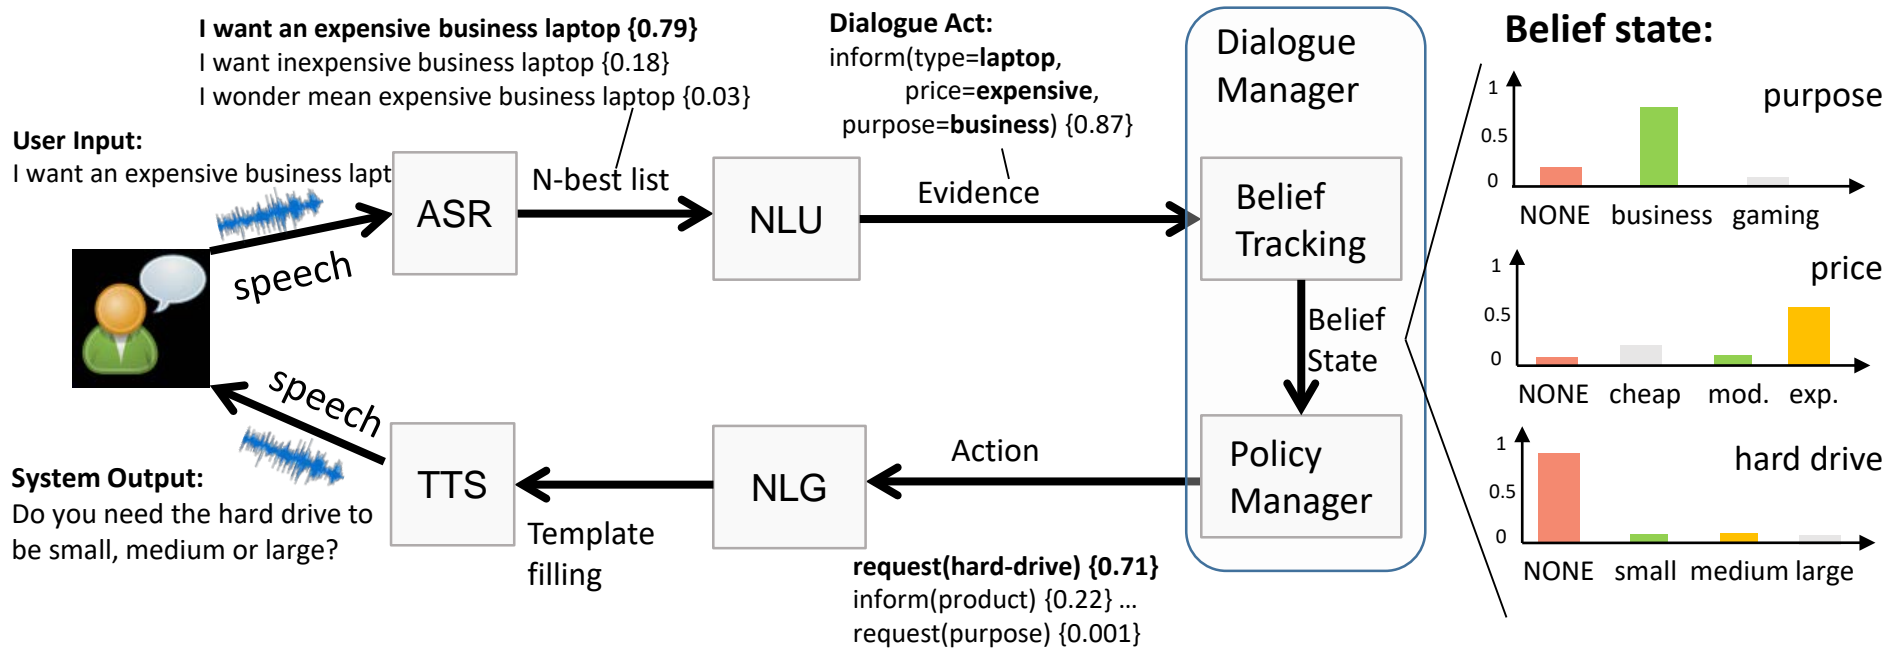 I want an expensive business laptop {0.79}
I want inexpensive business laptop {0.18}
I wonder mean expensive business laptop {0.03}
User Input:
I want an expensive business lapt
speech
ASR
N-best list
NLU
Dialogue Act:
inform(type=laptop,
price=expensive,
purpose=business) {0.87}
Evidence
Dialogue
Manager
Belief
Tracking
Belief
State
Policy
Manager
Action
request(hard-drive) {0.71}
inform(product) {0.22} ...
request(purpose) {0.001}
NLG
Template
filling
TTS
speech
System Output:
Do you need the hard drive to
be small, medium or large?
Belief state:
purpose
1
0.5
0
NONE business gaming
price
1
0.5
0
NONE cheap mod. exp.
hard drive
1
0.5
0
NONE small medium large